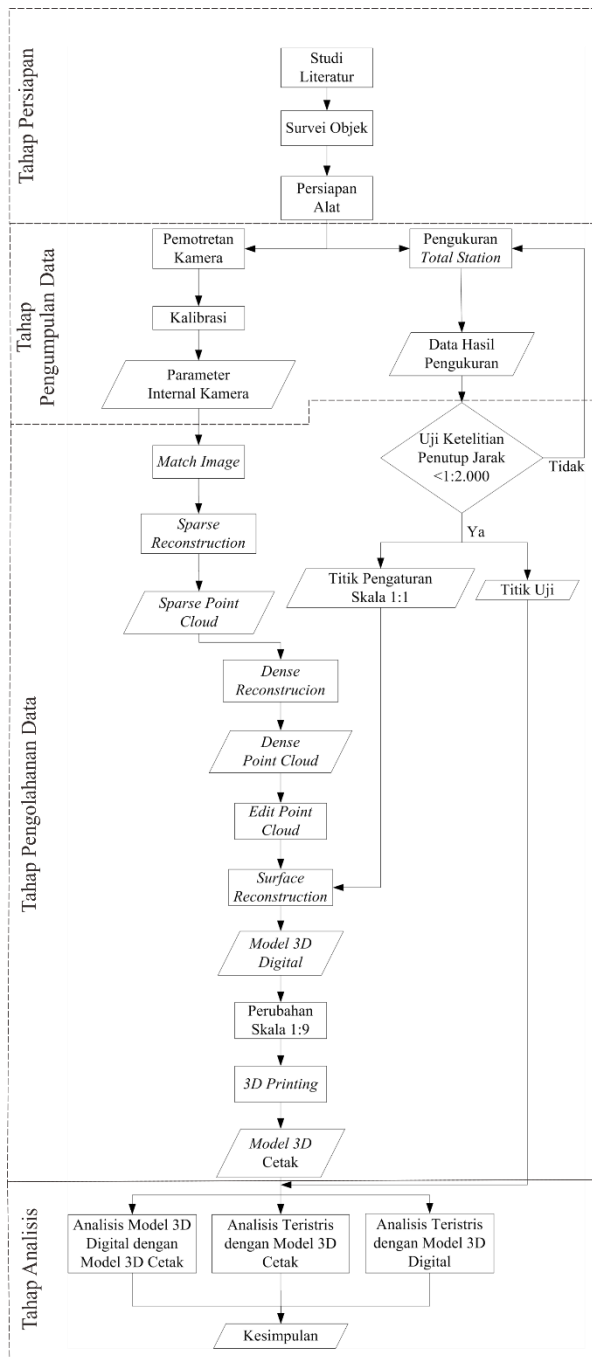 Tahap Persiapan
Studi
Literatur
Survei Objek
Persiapan
Alat
Tahap
Pengumpulan Data
Pemotretan
Kamera
Pengukuran
Total Station
Kalibrasi
Data Hasil
Pengukuran
Parameter
Internal Kamera
Tahap Pengolahanan Data
Uji Ketelitian
Penutup Jarak
<1:2.000
Tidak
Ya
Match Image
Sparse
Reconstruction
Titik Pengaturan
Skala 1:1
Titik Uji
Sparse Point
Cloud
Dense
Reconstrucion
Dense
Point Cloud
Edit Point
Cloud
Surface
Reconstruction
Model 3D
Digital
Perubahan
Skala 1:9
3D Printing
Model 3D
Cetak
Tahap Analisis
Analisis Model 3D
Digital dengan
Model 3D Cetak
Analisis Teristris
dengan Model 3D
Cetak
Analisis Teristris
dengan Model 3D
Digital
Kesimpulan